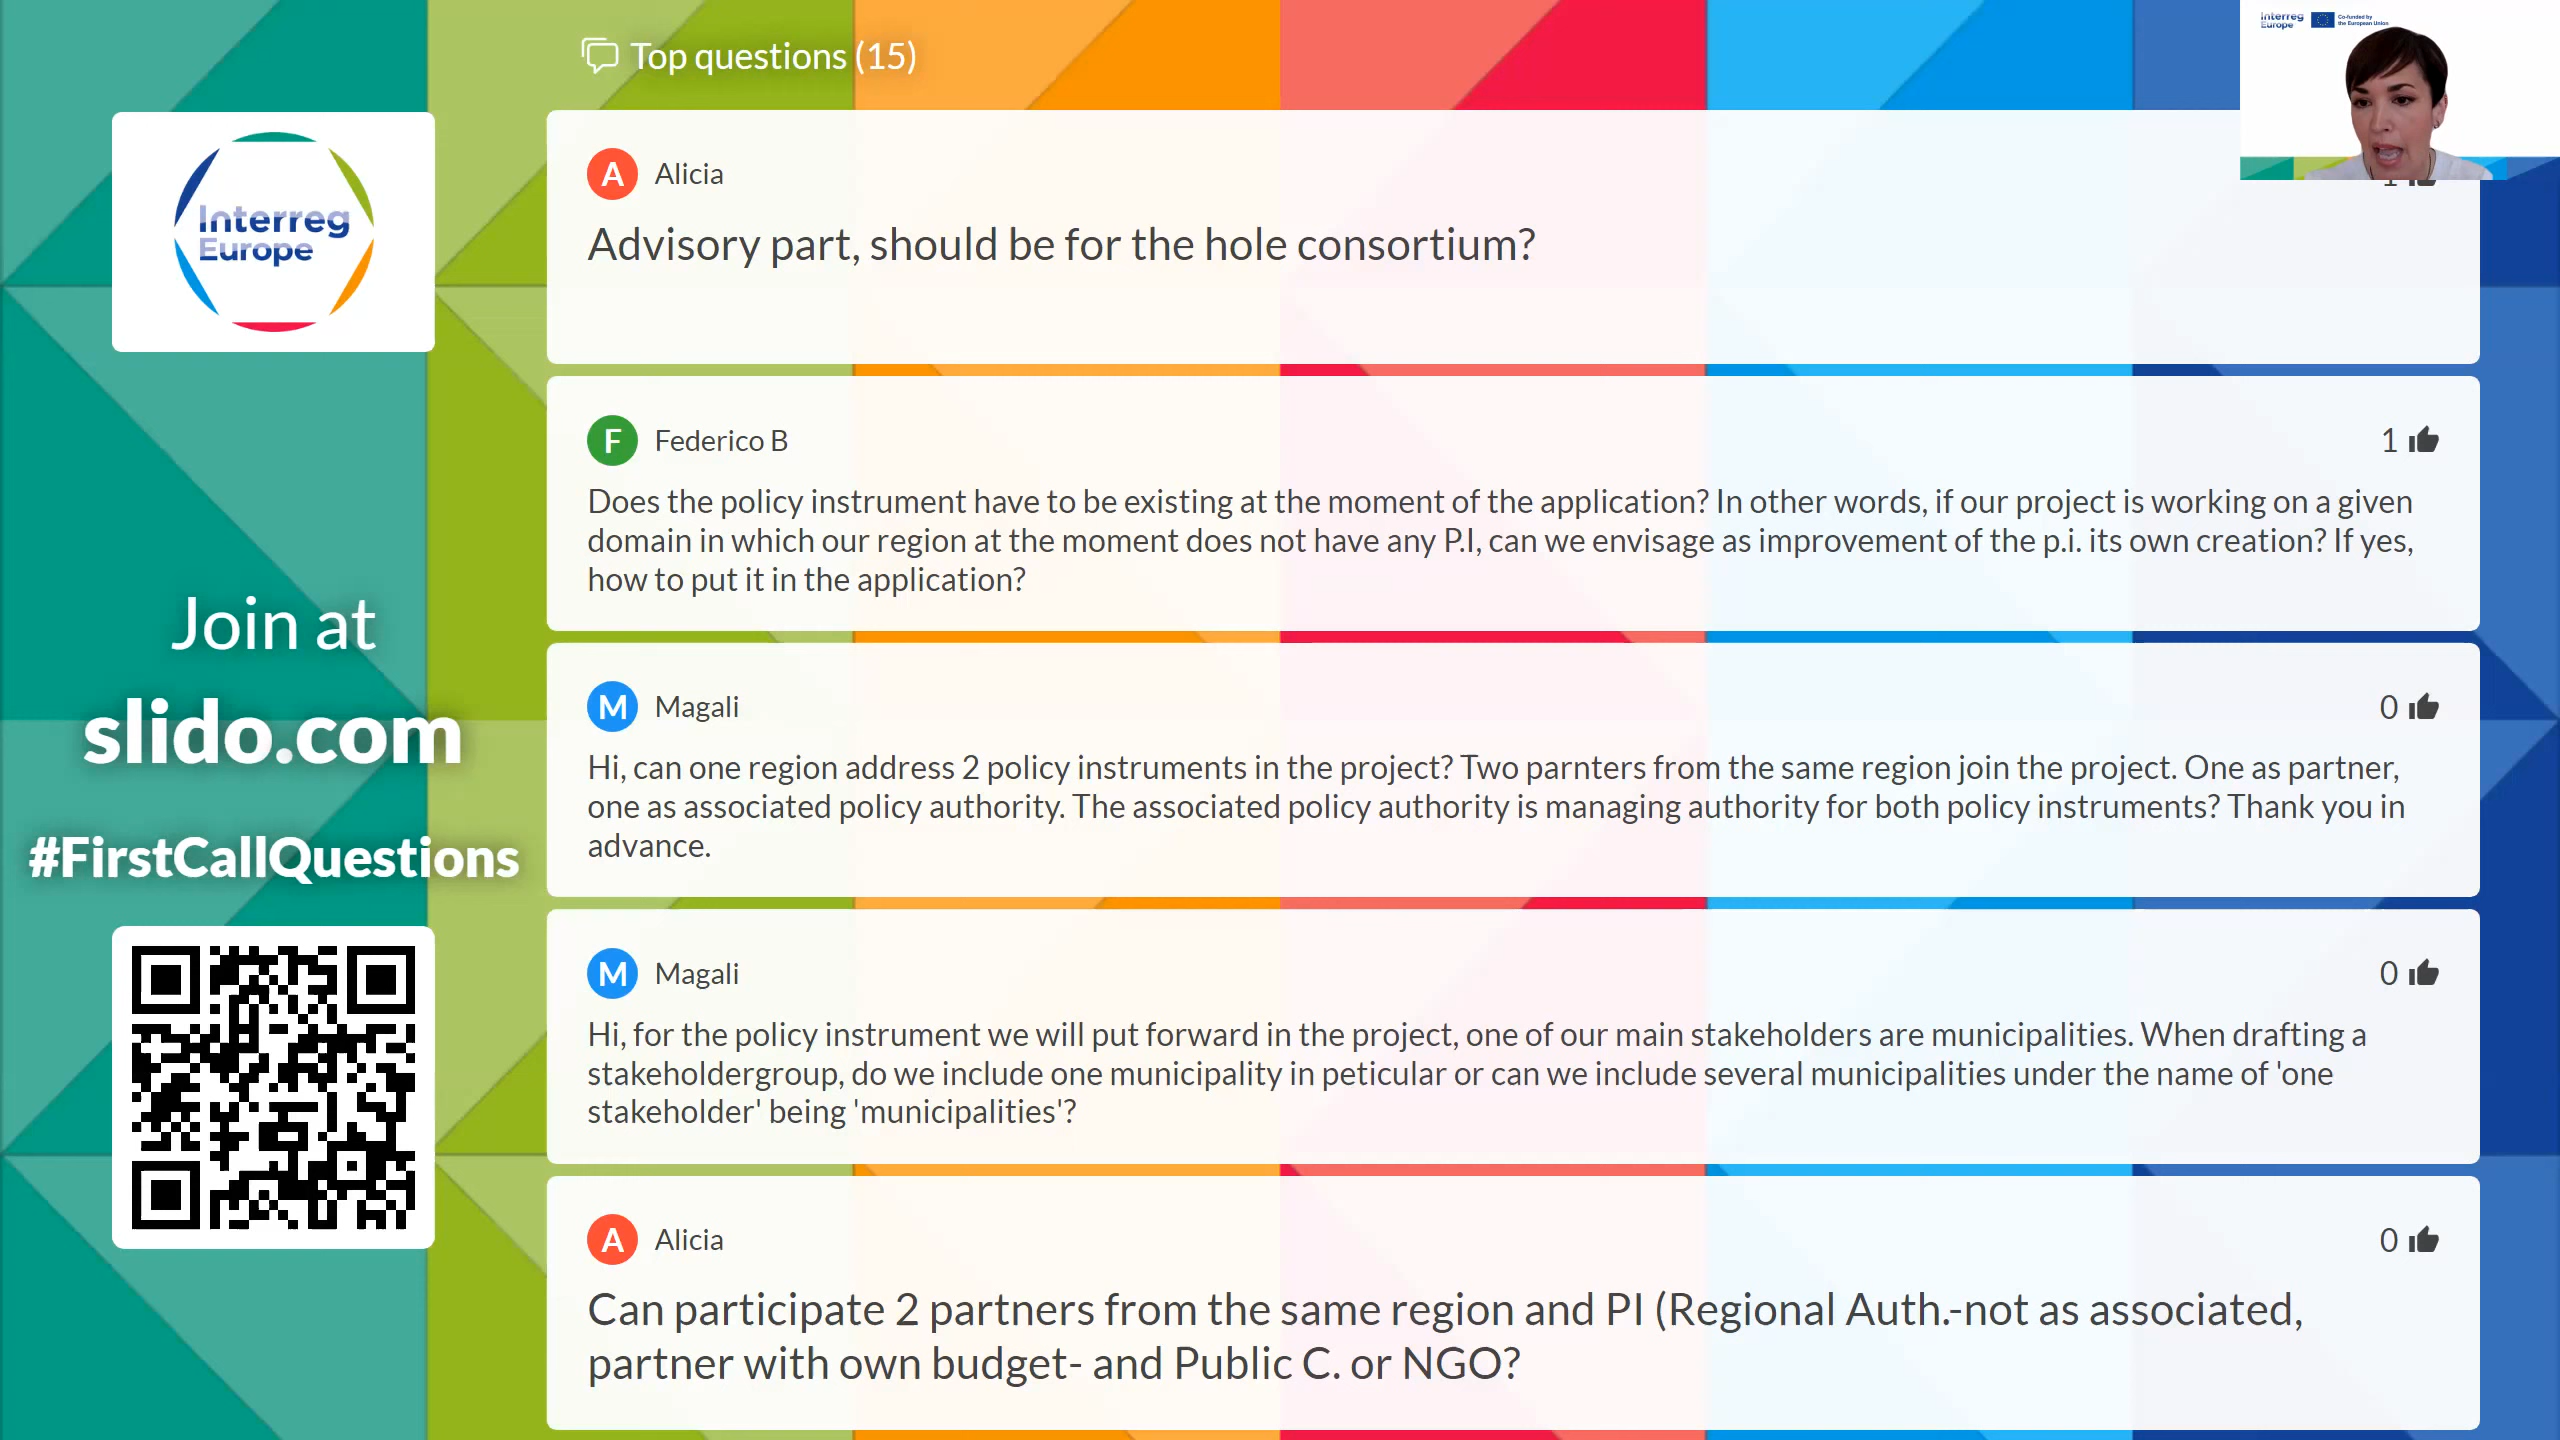 Top questions (15)
Interreg
Europe
Co-funded by
the European Union
Interreg
Europe
Join at
slido.com
#FirstCallQuestions
A Alicia
Advisory part, should be for the hole consortium?
F Federico B
1
Does the policy instrument have to be existing at the moment of the application? In other words, if our project is working on a given
domain in which our region at the moment does not have any P.I, can we envisage as improvement of the p.i. its own creation? If yes,
how to put it in the application?
M Magali
0
Hi, can one region address 2 policy instruments in the project? Two parnters from the same region join the project. One as partner,
one as associated policy authority. The associated policy authority is managing authority for both policy instruments? Thank you in
advance.
M Magali
0
Hi, for the policy instrument we will put forward in the project, one of our main stakeholders are municipalities. When drafting a
stakeholdergroup, do we include one municipality in peticular or can we include several municipalities under the name of 'one
stakeholder' being 'municipalities'?
A Alicia
0
Can participate 2 partners from the same region and PI (Regional Auth.-not as associated,
partner with own budget- and Public C. or NGO?